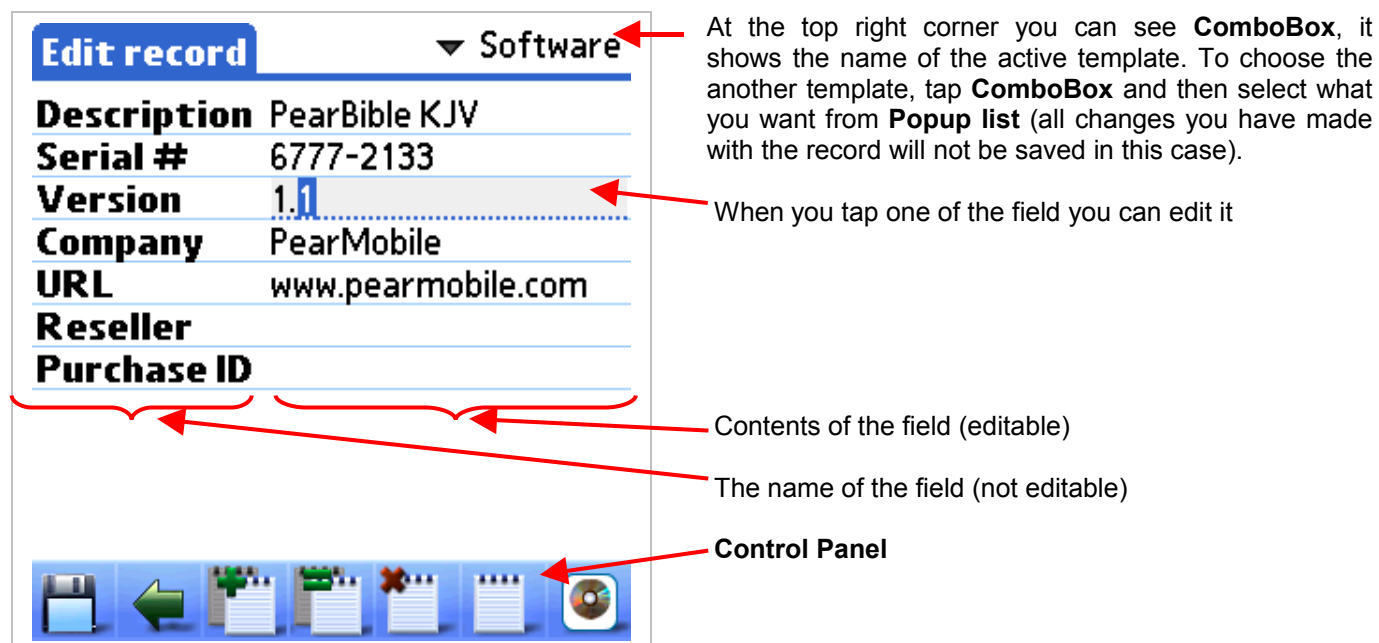 Edit record
Software
Description PearBible KJV
Serial # 6777-2133
Version 1.1
Company PearMobile
URL www.pearmobile.com
Reseller
Purchase ID
At the top right corner you can see ComboBox, it
shows the name of the active template. To choose the
another template, tap ComboBox and then select what
you want from Popup list (all changes you have made
with the record will not be saved in this case).
When you tap one of the field you can edit it
Contents of the field (editable)
The name of the field (not editable)
Control Panel